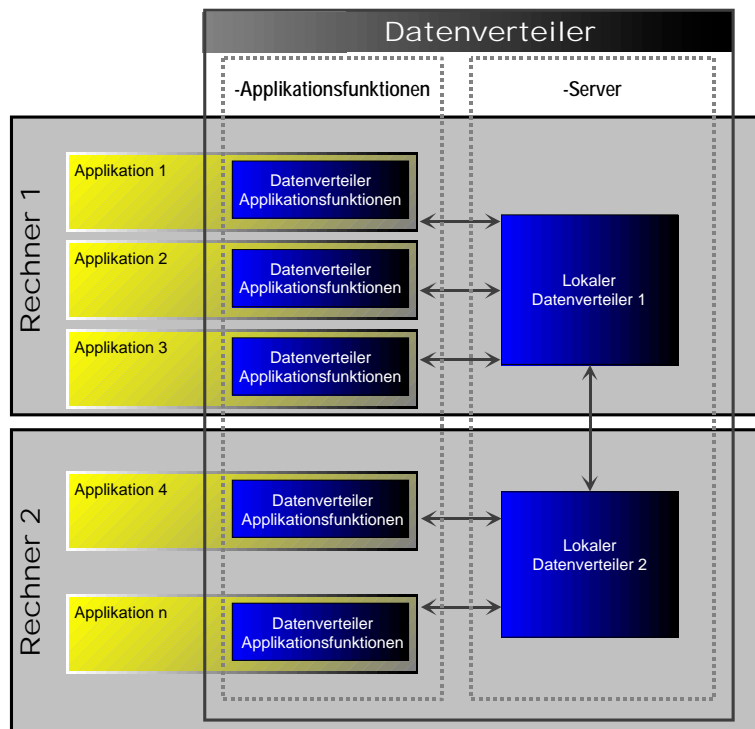 Datenverteiler
-Applikationsfunktionen
-Server
Rechner 1
Applikation 1
Datenverteiler
Applikationsfunktionen
Applikation 2
Datenverteiler
Applikationsfunktionen
Applikation 3
Datenverteiler
Applikationsfunktionen
Lokaler
Datenverteiler 1
Rechner 2
Applikation 4
Datenverteiler
Applikationsfunktionen
Applikation n
Datenverteiler
Applikationsfunktionen
Lokaler
Datenverteiler 2